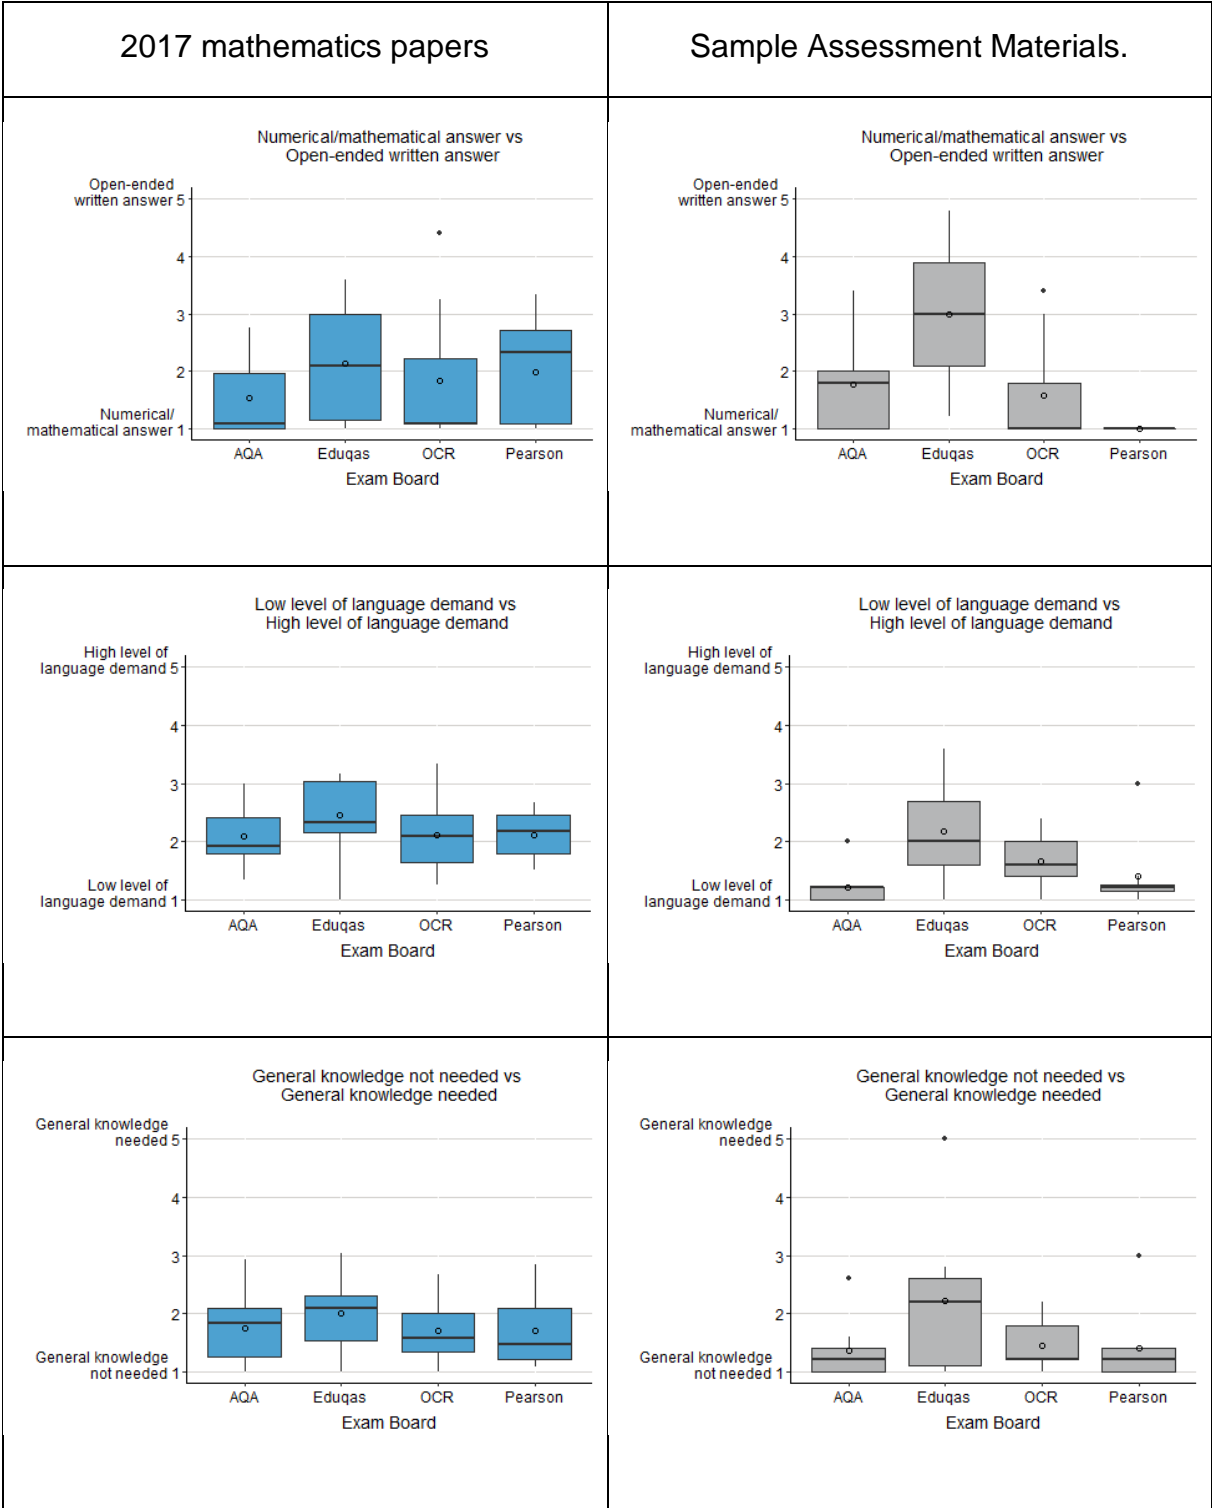 2017 mathematics papers
Sample Assessment Materials.
Numerical/mathematical answer vs
Open-ended written answer
Open-ended
written answer 5
4
3
2
Numerical/
mathematical answer 1
AQA Eduqas OCR Pearson
Exam Board
Numerical/mathematical answer vs
Open-ended written answer
Open-ended
written answer 5
4
3
2
Numerical/
mathematical answer 1
AQA Eduqas OCR Pearson
Exam Board
Low level of language demand vs
High level of language demand
High level of
language demand 5
4
3
2
Low level of
language demand 1
AQA Eduqas OCR Pearson
Exam Board
Low level of language demand vs
High level of language demand
High level of
language demand 5
4
3
2
Low level of
language demand 1
AQA Eduqas OCR Pearson
Exam Board
General knowledge not needed vs
General knowledge needed
General knowledge
needed 5
4
3
2
General knowledge
not needed 1
AQA Eduqas OCR Pearson
Exam Board
General knowledge not needed vs
General knowledge needed
General knowledge
needed 5
4
3
2
General knowledge
not needed 1
AQA Eduqas OCR Pearson
Exam Board